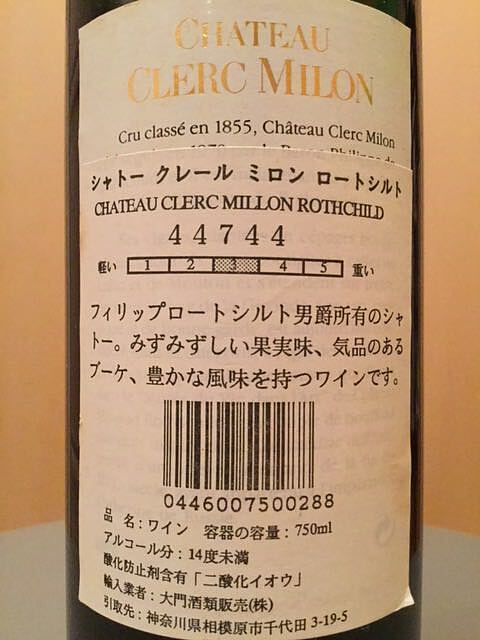 CHATEAU
CLERC MILON
Cru classé en 1855, Château Clerc Milon
シャトー クレール ミロン ロートシルト
CHATEAU CLERC MILLON ROTHCHILD
44744
軽い 1 2 3 4 5 重い
フィリップロートシルト男爵所有のシャ
トー。みずみずしい果実味、気品のある
ブーケ、豊かな風味を持つワインです。
0446007500288
品 名：ワイン 容器の容量：750ml
アルコール分：14度未満
酸化防止剤含有「二酸化イオウ」
輸入業者：大門酒類販売(株)
引取先：神奈川県相模原市千代田 3-19-5